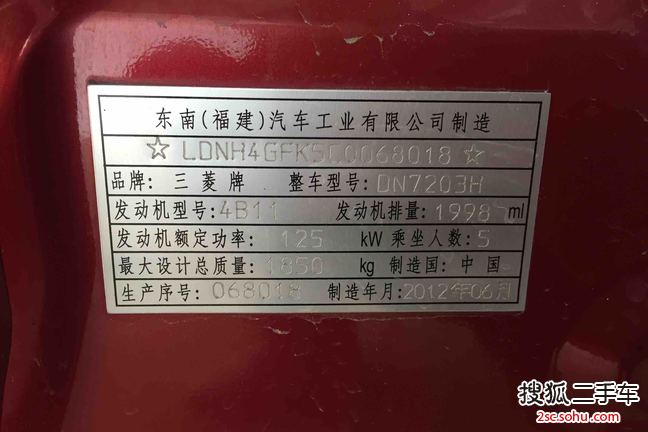 东南(福建)汽车工业有限公司制造
☆ LDNH4GFK5C0068018 ☆
品牌: 三菱牌 整车型号: DN7203H
发动机型号: 4B11 发动机排量: 1998 ml
发动机额定功率: 125 kW 乘坐人数: 5
最大设计总质量: 1850 kg 制造国: 中国
生产序号: 068018 制造年月: 2012年06月
搜狐二手车
2sc.sohu.com